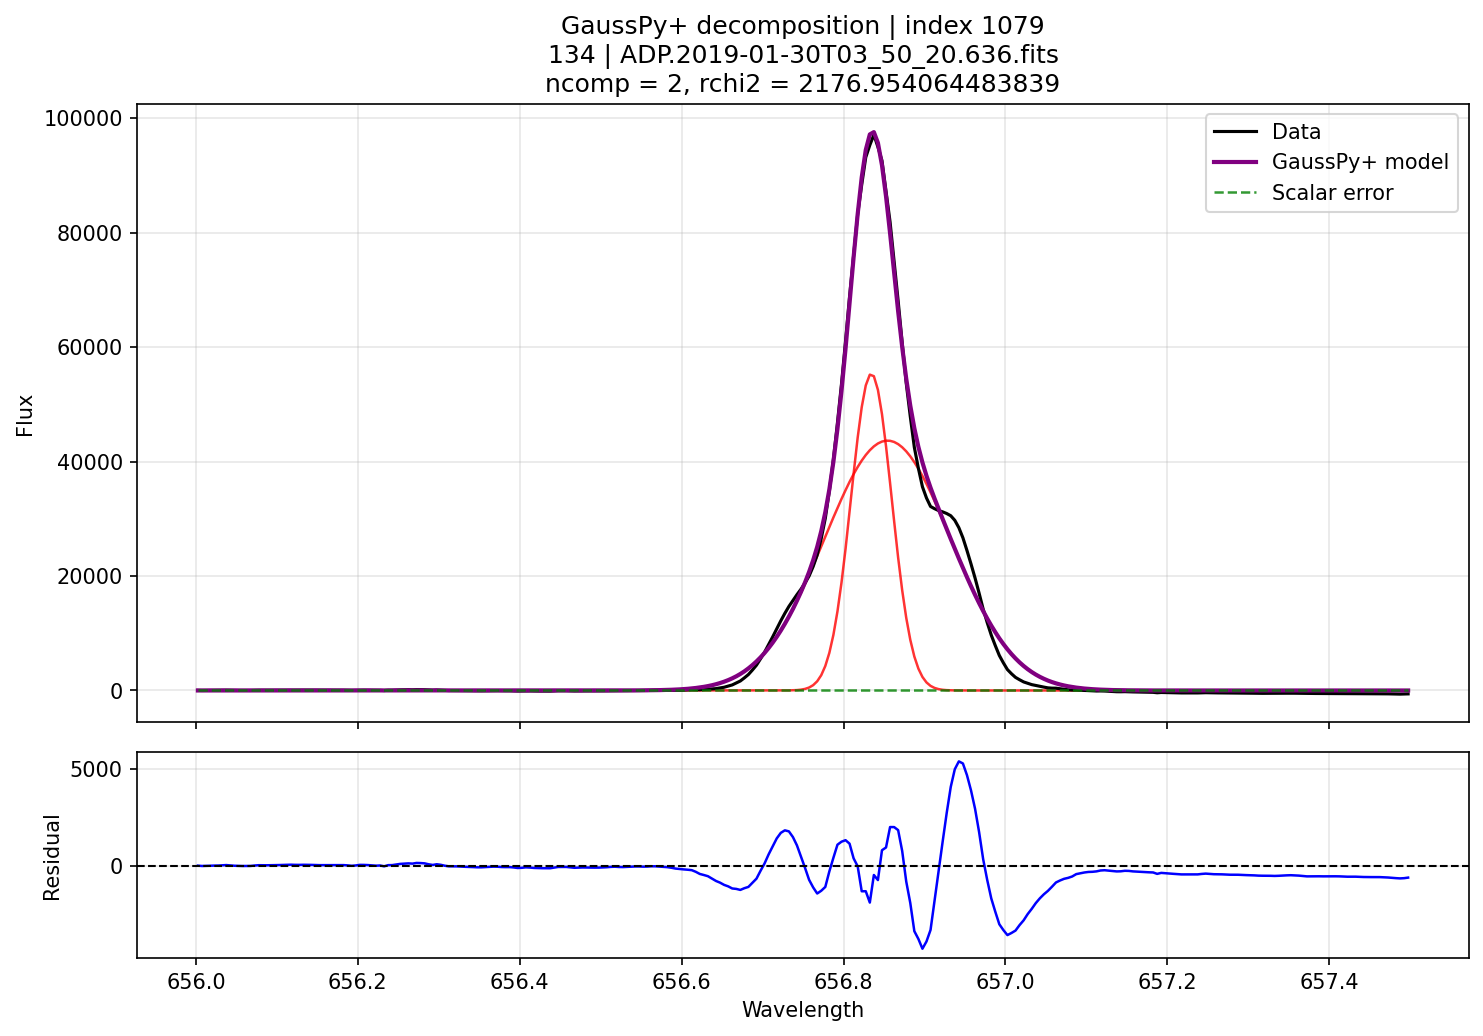 GaussPy+ decomposition | index 1079
134 | ADP.2019-01-30T03_50_20.636.fits
ncomp = 2, rchi2 = 2176.954064483839
100000
80000
60000
40000
20000
0
Flux
Data
GaussPy+ model
Scalar error
5000
0
Residual
656.0
656.2
656.4
656.6
656.8
657.0
657.2
657.4
Wavelength